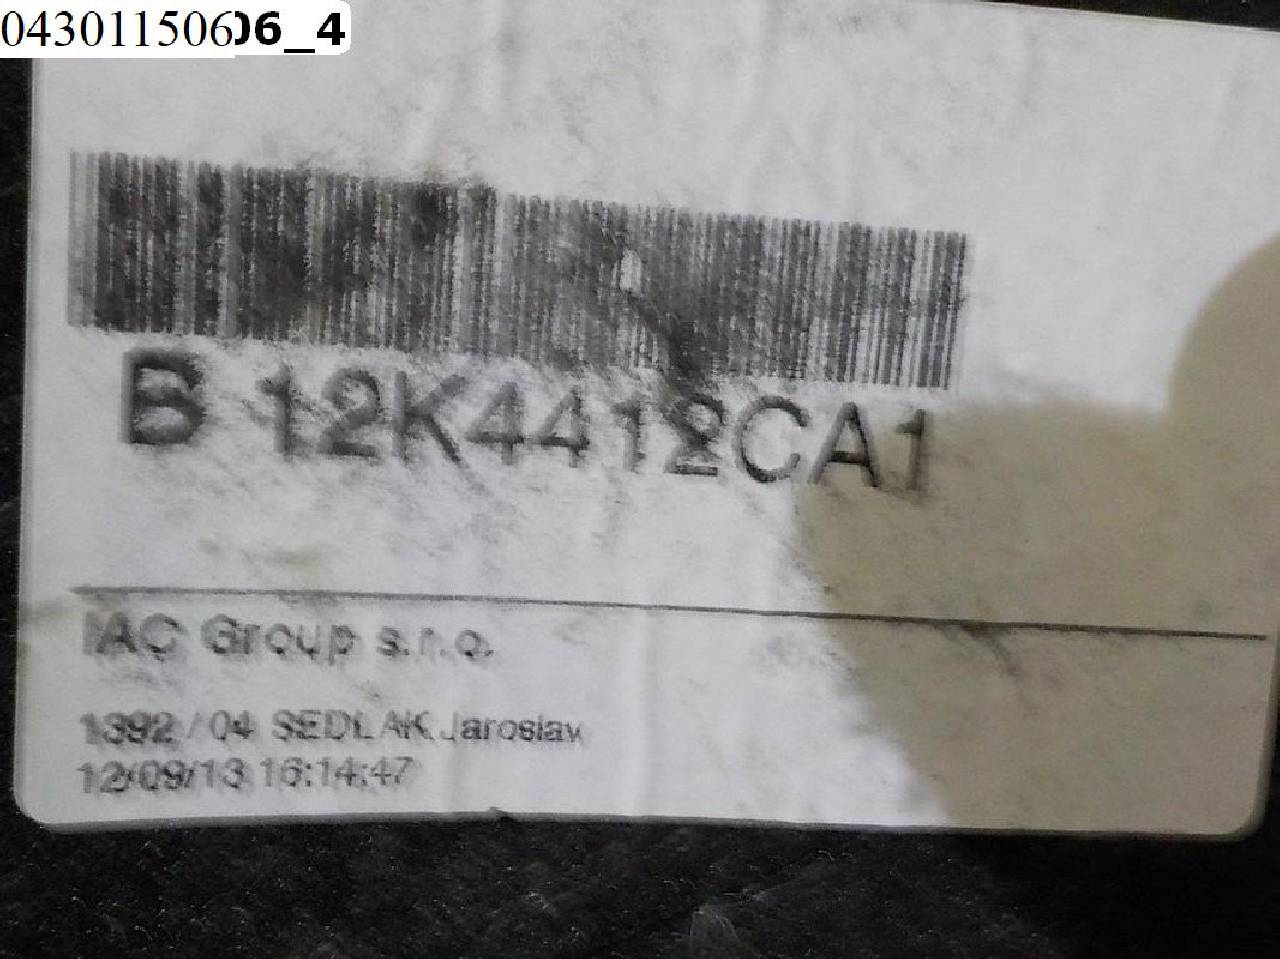 04301150606_4
B 12K4412CA1
IAC Group s.r.o.
1392 / 04 SEDLAK Jaroslav
12/09/13 16:14:47